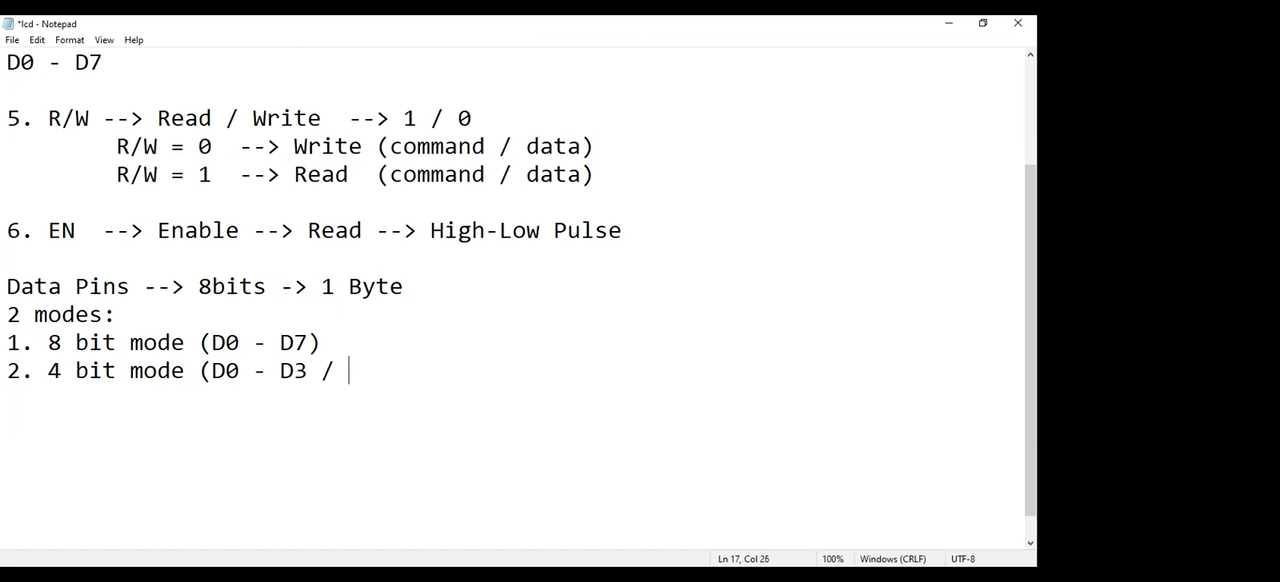 *lcd - Notepad
File Edit Format View Help
D0 - D7
5. R/W --> Read / Write --> 1 / 0
R/W = 0 --> Write (command / data)
R/W = 1 --> Read (command / data)
6. EN --> Enable --> Read --> High-Low Pulse
Data Pins --> 8bits -> 1 Byte
2 modes:
1. 8 bit mode (D0 - D7)
2. 4 bit mode (D0 - D3 /
Ln 17, Col 26 100% Windows (CRLF) UTF-8